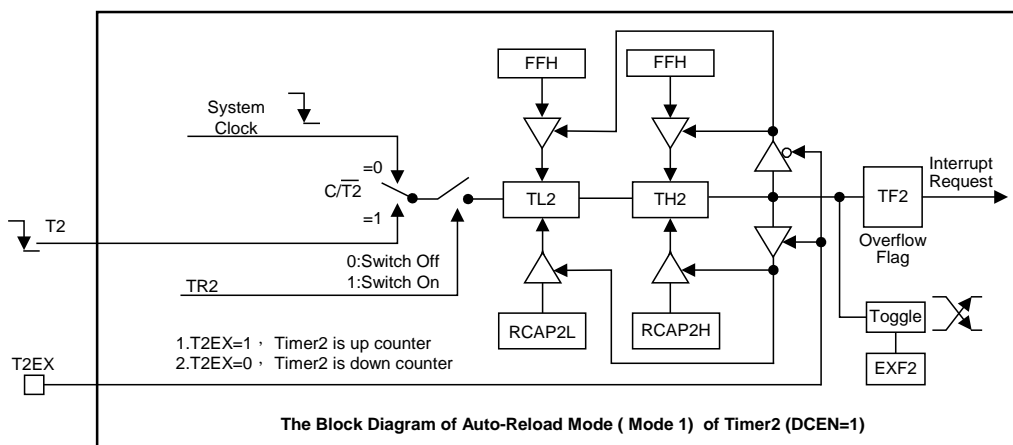 FFH
FFH
System
Clock
=0
C/T2
=1
T2
TL2
TH2
TF2
Interrupt
Request
Overflow
Flag
0:Switch Off
1:Switch On
TR2
RCAP2L
RCAP2H
Toggle
EXF2
1.T2EX=1， Timer2 is up counter
2.T2EX=0， Timer2 is down counter
T2EX
The Block Diagram of Auto-Reload Mode ( Mode 1) of Timer2 (DCEN=1)